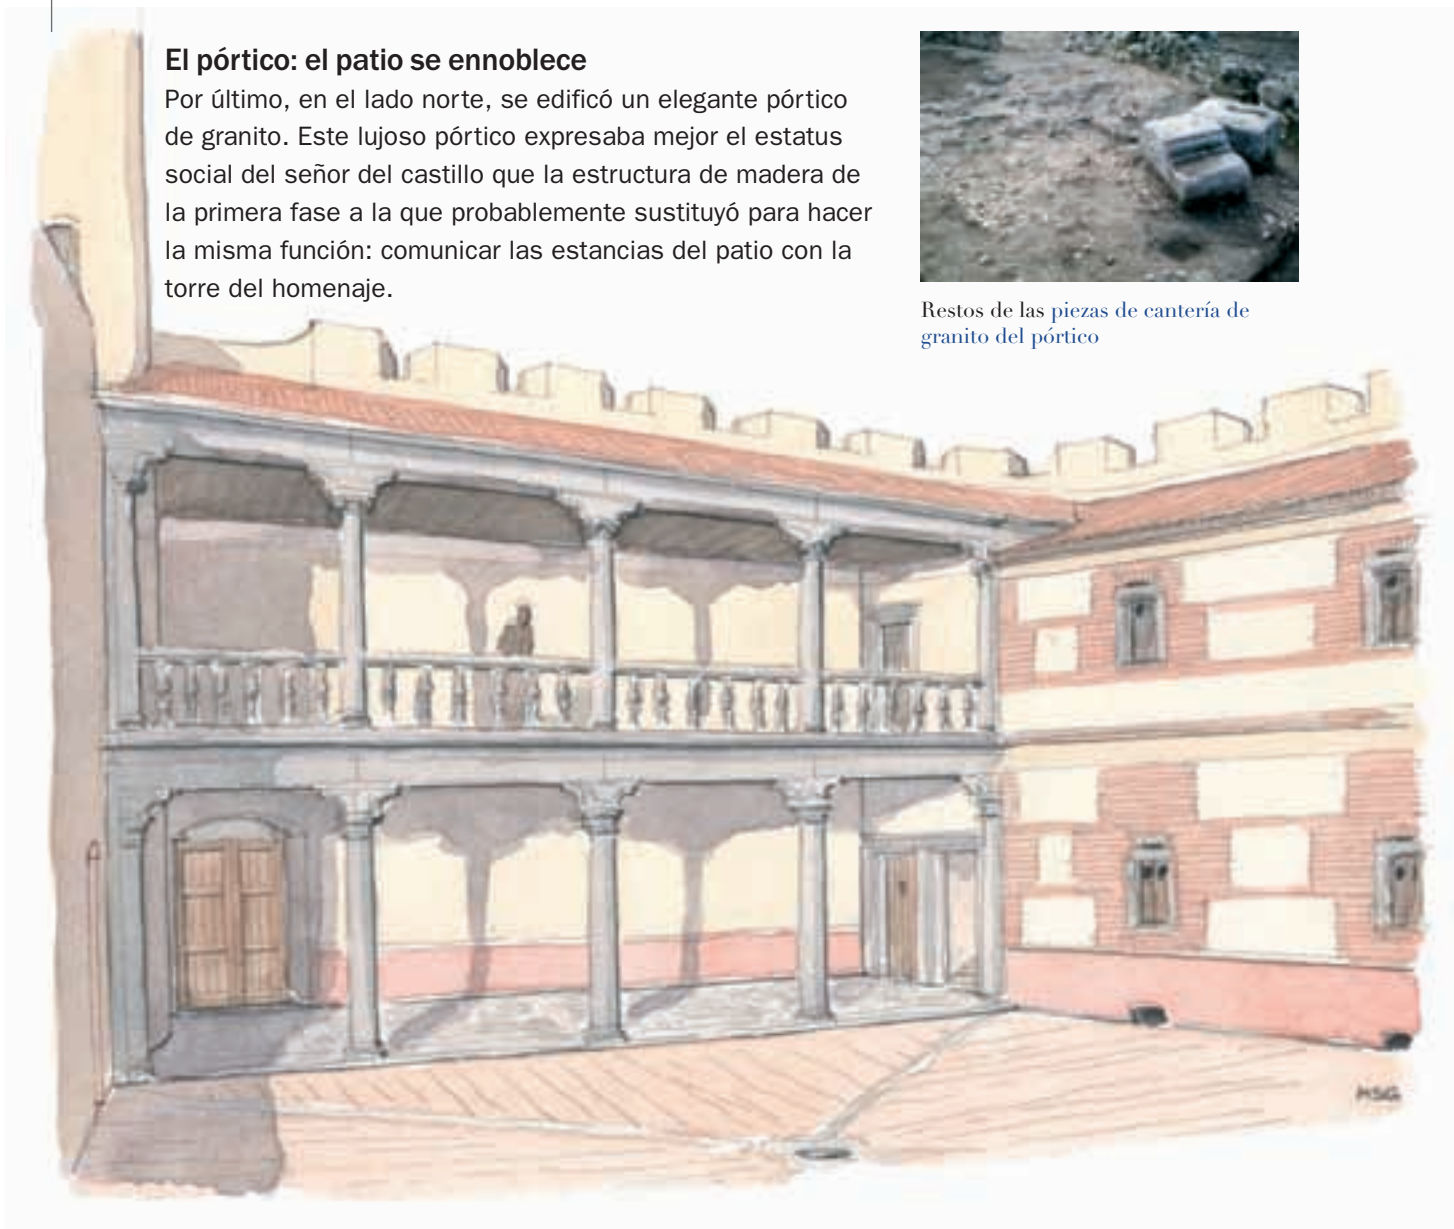 El pórtico: el patio se ennoblece
Por último, en el lado norte, se edificó un elegante pórtico
de granito. Este lujoso pórtico expresaba mejor el estatus
social del señor del castillo que la estructura de madera de
la primera fase a la que probablemente sustituyó para hacer
la misma función: comunicar las estancias del patio con la
torre del homenaje.
Restos de las piezas de cantería de
granito del pórtico
MSG